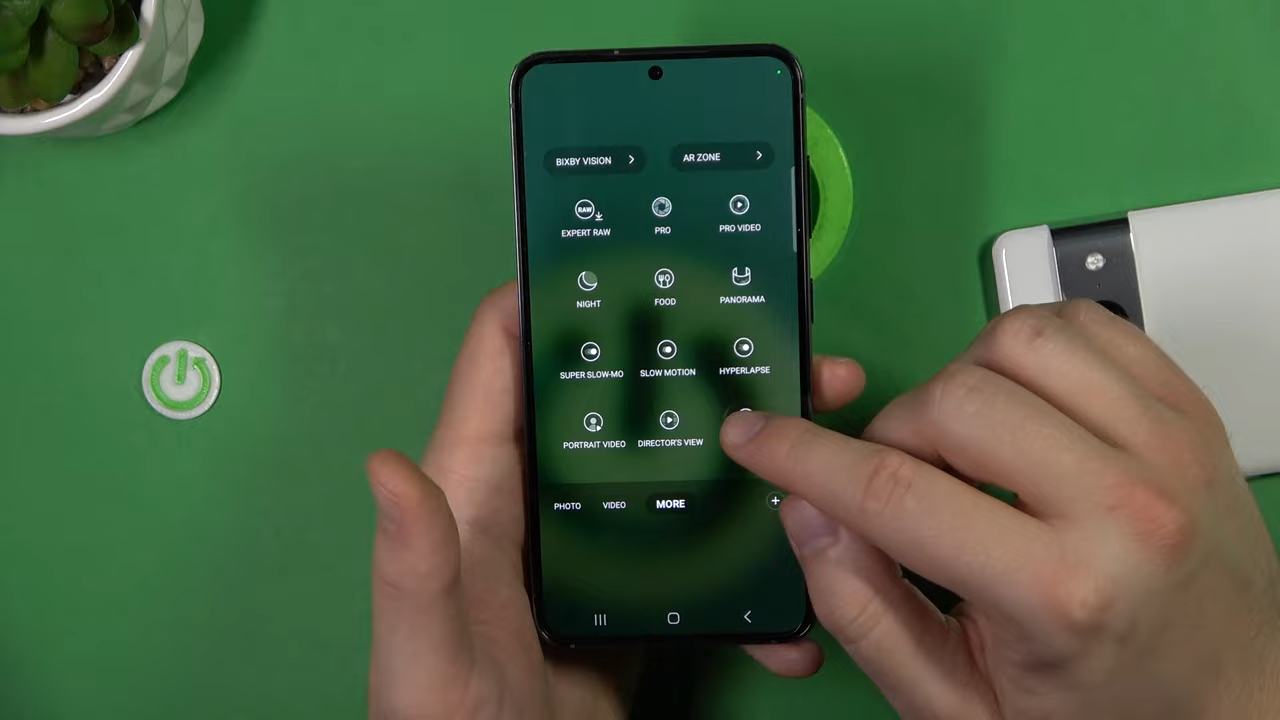 BIXBY VISION
AR ZONE
RAW
EXPERT RAW
PRO
PRO VIDEO
NIGHT
FOOD
PANORAMA
SUPER SLOW-MO
SLOW MOTION
HYPERLAPSE
PORTRAIT VIDEO
DIRECTOR'S VIEW
PHOTO
VIDEO
MORE